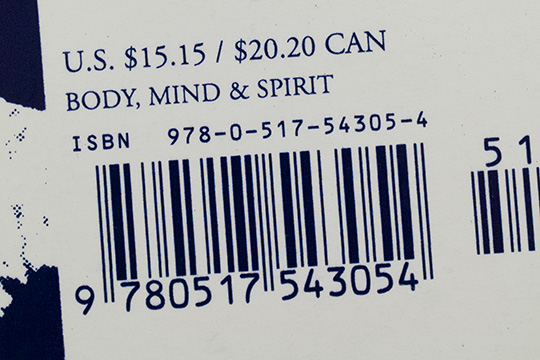 U.S. $15.15 / $20.20 CAN
BODY, MIND & SPIRIT
ISBN 978-0-517-54305-4
51
9 780517 543054